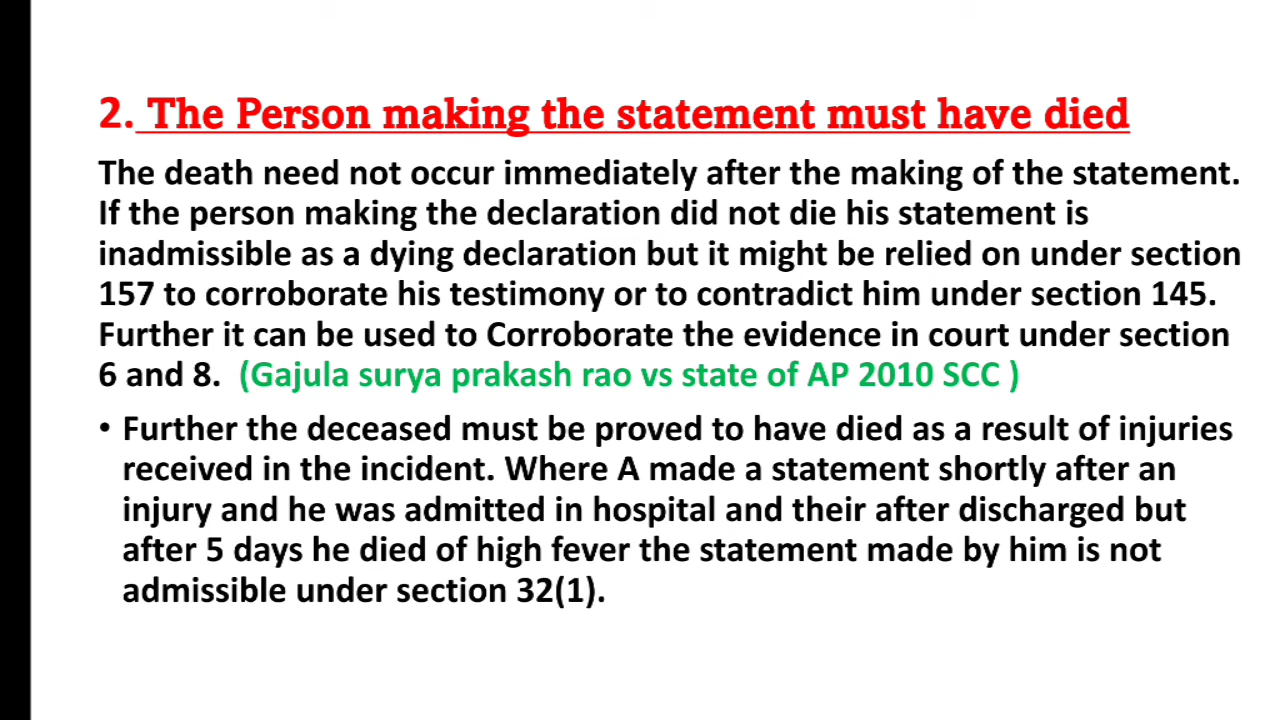 2. The Person making the statement must have died
The death need not occur immediately after the making of the statement.
If the person making the declaration did not die his statement is
inadmissible as a dying declaration but it might be relied on under section
157 to corroborate his testimony or to contradict him under section 145.
Further it can be used to Corroborate the evidence in court under section
6 and 8. (Gajula surya prakash rao vs state of AP 2010 SCC )
• Further the deceased must be proved to have died as a result of injuries
received in the incident. Where A made a statement shortly after an
injury and he was admitted in hospital and their after discharged but
after 5 days he died of high fever the statement made by him is not
admissible under section 32(1).